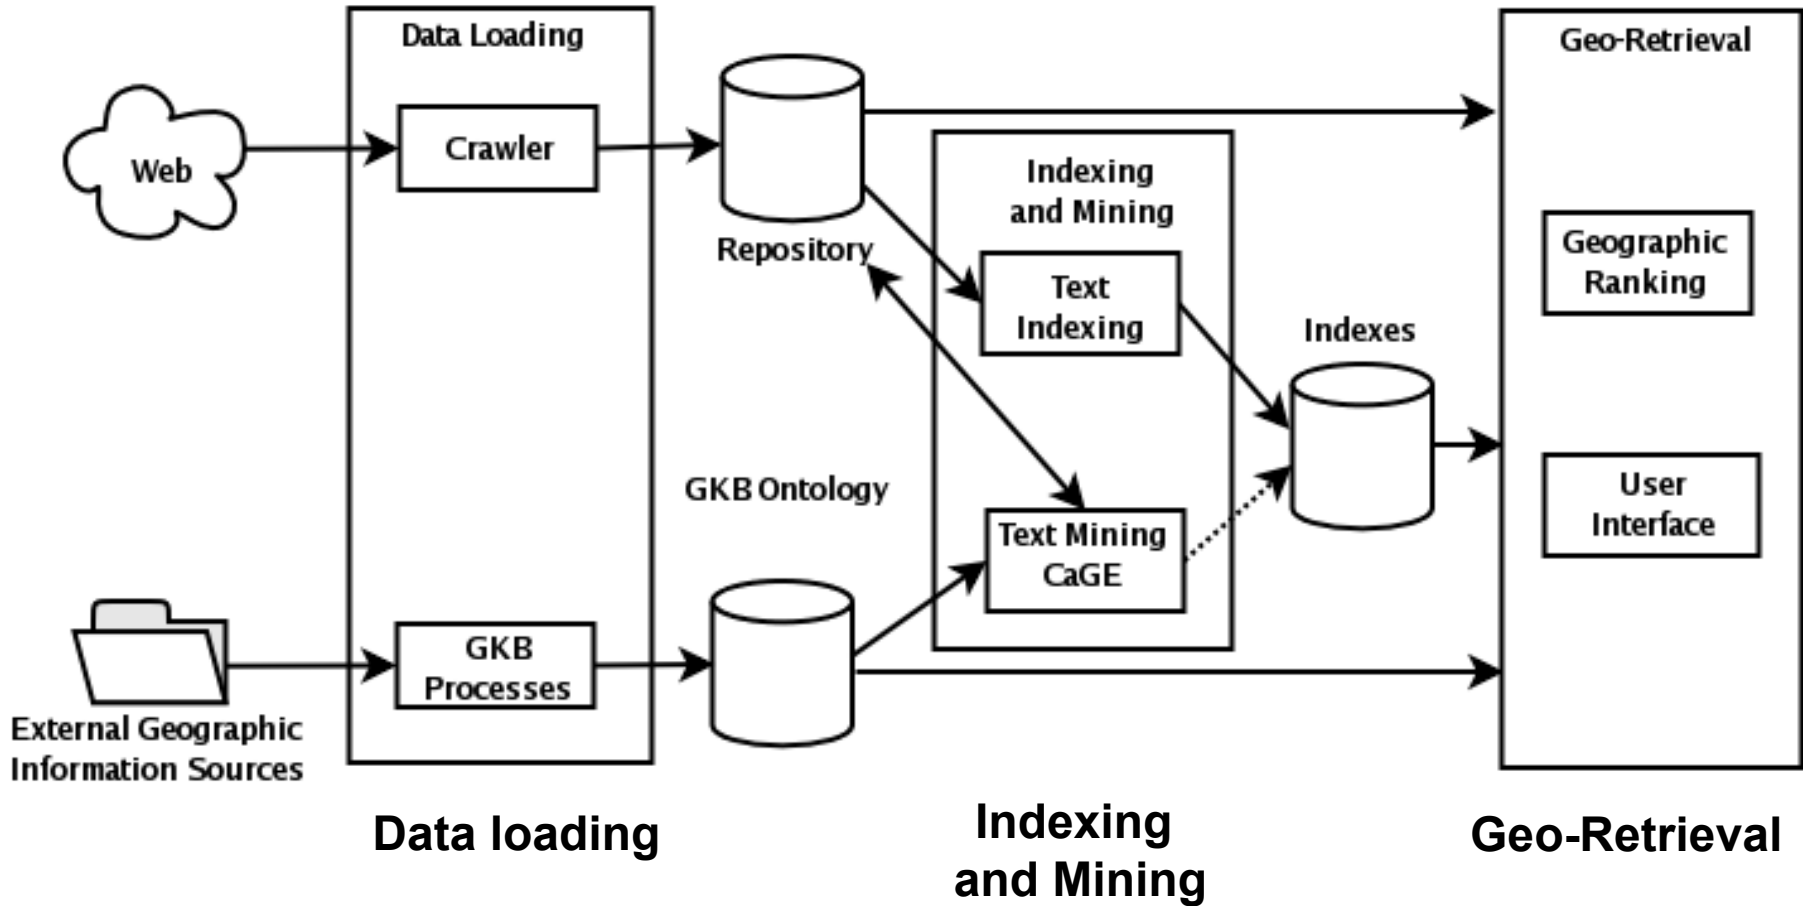 Data Loading
Geo-Retrieval
Crawler
Web
Indexing
and Mining
Repository
Geographic
Ranking
Text
Indexing
Indexes
GKB Ontology
User
Interface
Text Mining
CaGE
GKB
Processes
External Geographic
Information Sources
Data loading
Indexing
and Mining
Geo-Retrieval